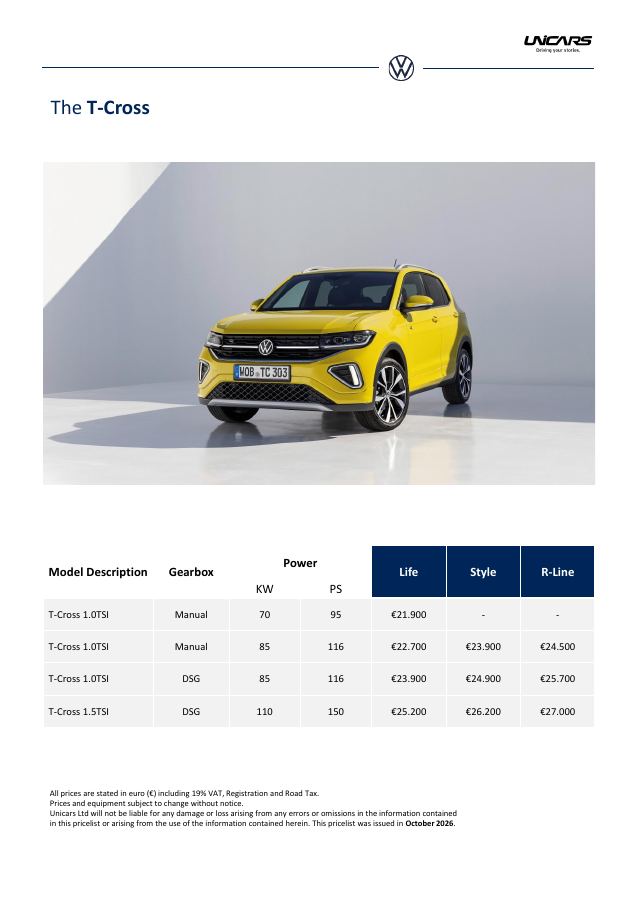 UNICARS
Driving your stories.
The T-Cross
WOB TC 303
Model Description Gearbox Power Life Style R-Line
KW PS
T-Cross 1.0TSI Manual 70 95 €21.900 - -
T-Cross 1.0TSI Manual 85 116 €22.700 €23.900 €24.500
T-Cross 1.0TSI DSG 85 116 €23.900 €24.900 €25.700
T-Cross 1.5TSI DSG 110 150 €25.200 €26.200 €27.000
All prices are stated in euro (€) including 19% VAT, Registration and Road Tax.
Prices and equipment subject to change without notice.
Unicars Ltd will not be liable for any damage or loss arising from any errors or omissions in the information contained
in this pricelist or arising from the use of the information contained herein. This pricelist was issued in October 2026.